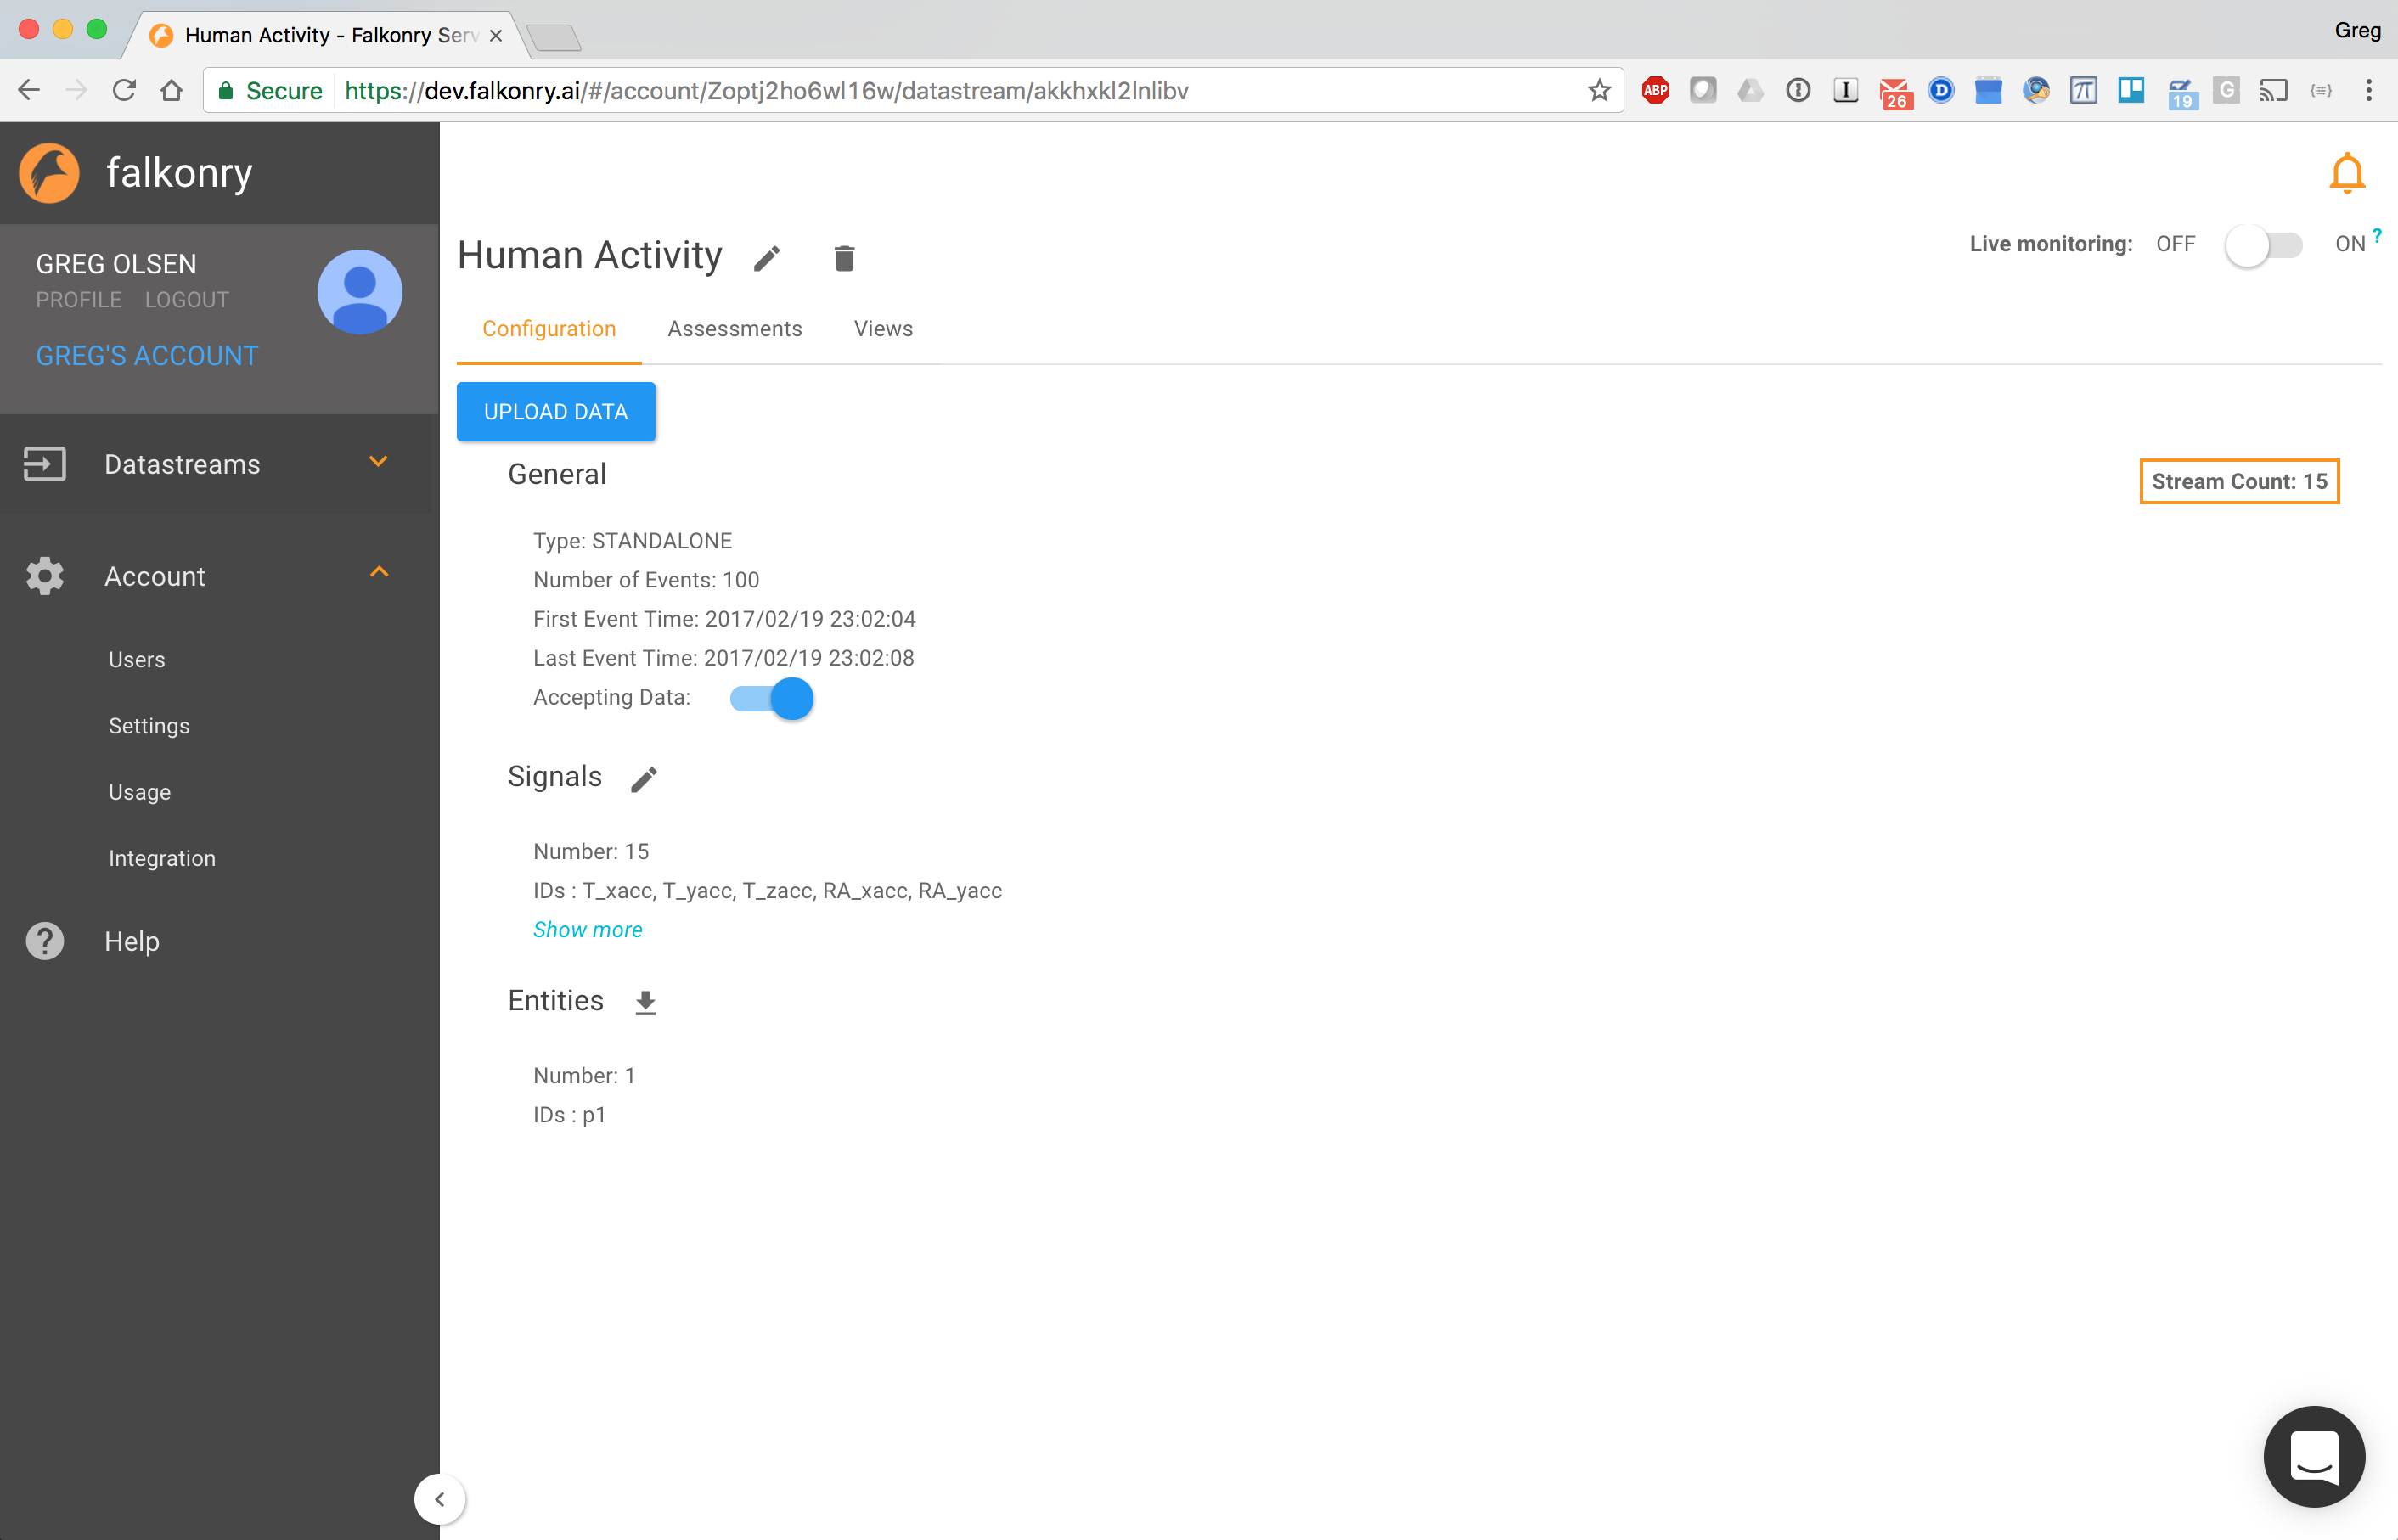 Human Activity - Falkonry Serv
Greg
Secure https://dev.falkonry.ai/#/account/Zoptj2ho6wl16w/datastream/akkhxkl2lnlibv
ABP
26
D
19
G
falkonry
GREG OLSEN
PROFILE LOGOUT
GREG'S ACCOUNT
Datastreams
Account
Users
Settings
Usage
Integration
Help
Human Activity
Live monitoring: OFF ON ?
Configuration Assessments Views
UPLOAD DATA
General
Stream Count: 15
Type: STANDALONE
Number of Events: 100
First Event Time: 2017/02/19 23:02:04
Last Event Time: 2017/02/19 23:02:08
Accepting Data:
Signals
Number: 15
IDs : T_xacc, T_yacc, T_zacc, RA_xacc, RA_yacc
Show more
Entities
Number: 1
IDs : p1